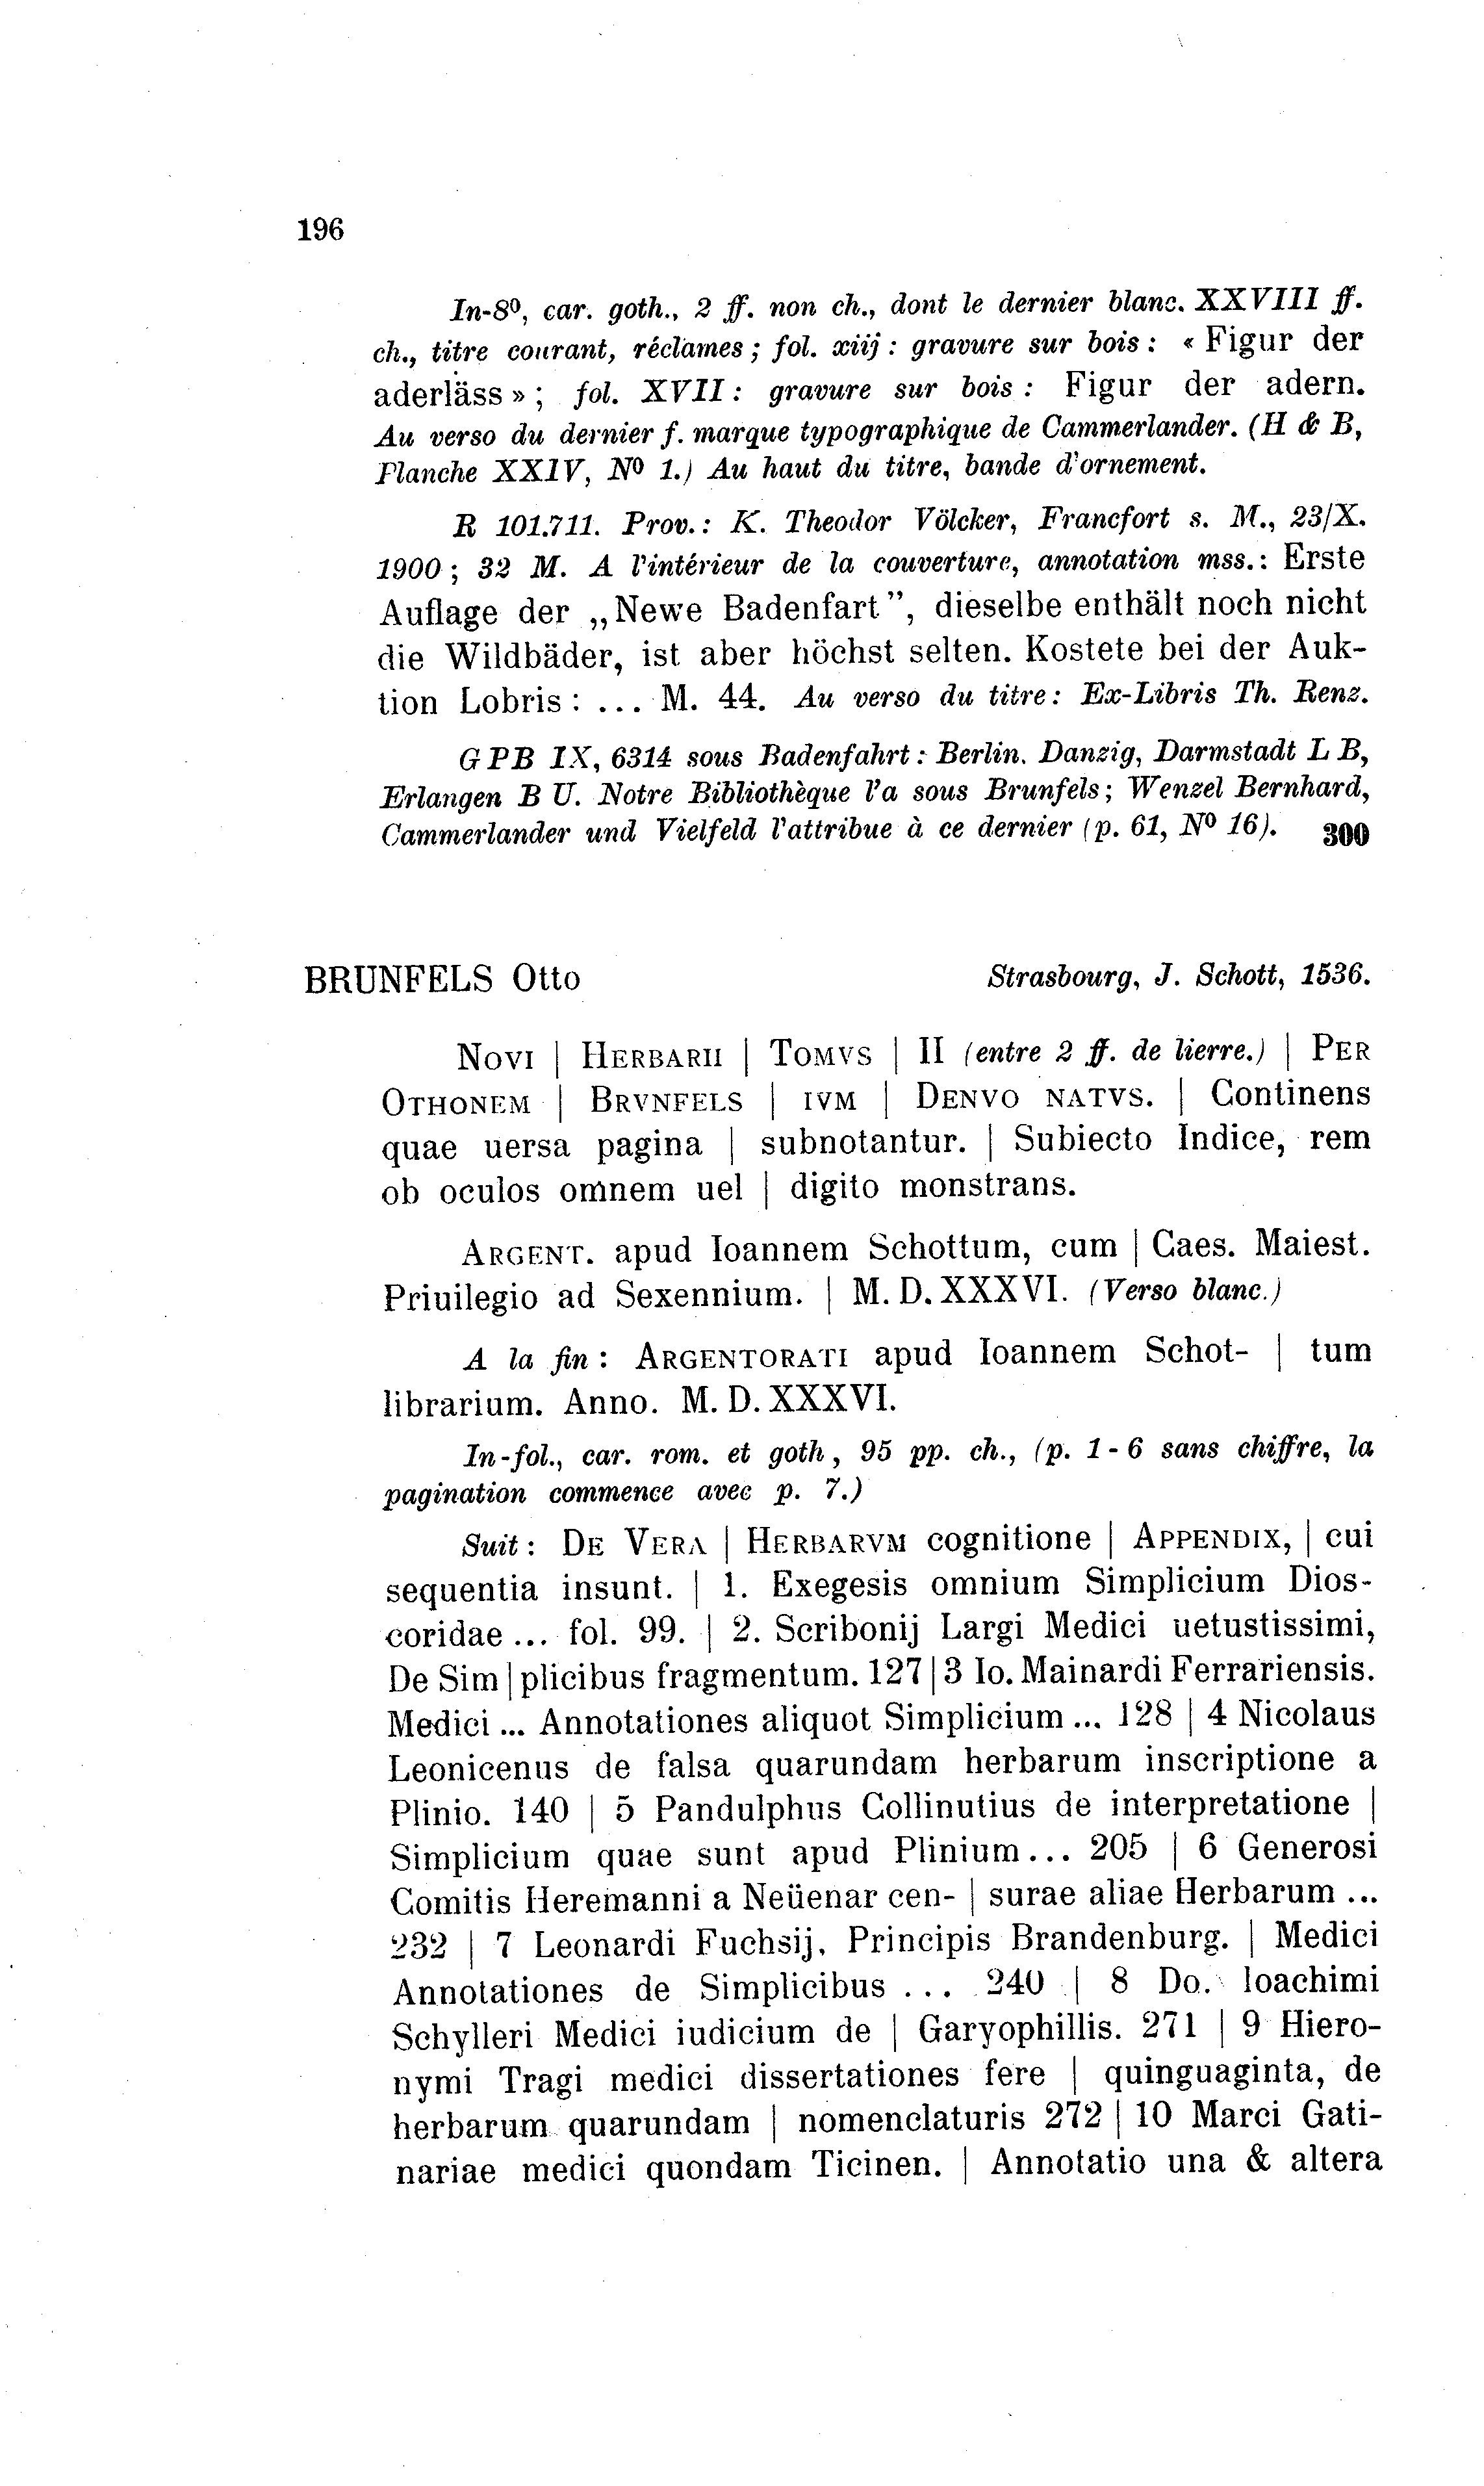 196
In-8º, car. goth., 2 ff. non ch., dont le dernier blanc. XXVIII ff.
ch., titre courant, réclames ; fol. xiij : gravure sur bois : « Figur der
aderläss » ; fol. XVII : gravure sur bois : Figur der adern.
Au verso du dernier f. marque typographique de Cammerlander. (H & B,
Planche XXIV, Nº 1.) Au haut du titre, bande d'ornement.
R 101.711. Prov. : K. Theodor Völcker, Francfort s. M., 23/X.
1900 ; 32 M. A l'intérieur de la couverture, annotation mss. : Erste
Auflage der „Newe Badenfart”, dieselbe enthält noch nicht
die Wildbäder, ist aber höchst selten. Kostete bei der Auk-
tion Lobris : ... M. 44. Au verso du titre : Ex-Libris Th. Renz.
G P B IX, 6314 sous Badenfahrt : Berlin. Danzig, Darmstadt L B,
Erlangen B U. Notre Bibliothèque l'a sous Brunfels ; Wenzel Bernhard,
Cammerlander und Vielfeld l'attribue à ce dernier (p. 61, Nº 16). 300
BRUNFELS Otto Strasbourg, J. Schott, 1536.
NOVI | HERBARII | TOMVS | II (entre 2 ff. de lierre.) | PER
OTHONEM | BRVNFELS | IVM | DENVO NATVS. | Continens
quae uersa pagina | subnotantur. | Subiecto Indice, rem
ob oculos omnem uel | digito monstrans.
ARGENT. apud Ioannem Schottum, cum | Caes. Maiest.
Priuilegio ad Sexennium. | M. D. XXXVI. (Verso blanc.)
A la fin : ARGENTORATI apud Ioannem Schot- | tum
librarium. Anno. M. D. XXXVI.
In-fol., car. rom. et goth, 95 pp. ch., (p. 1 - 6 sans chiffre, la
pagination commence avec p. 7.)
Suit : DE VERA | HERBARVM cognitione | APPENDIX, | cui
sequentia insunt. | 1. Exegesis omnium Simplicium Dios-
coridae ... fol. 99. | 2. Scribonij Largi Medici uetustissimi,
De Sim | plicibus fragmentum. 127 | 3 Io. Mainardi Ferrariensis.
Medici ... Annotationes aliquot Simplicium ... 128 | 4 Nicolaus
Leonicenus de falsa quarundam herbarum inscriptione a
Plinio. 140 | 5 Pandulphus Collinutius de interpretatione |
Simplicium quae sunt apud Plinium ... 205 | 6 Generosi
Comitis Heremanni a Neüenar cen- | surae aliae Herbarum ...
232 | 7 Leonardi Fuchsij, Principis Brandenburg. | Medici
Annotationes de Simplicibus ... 240 | 8 Do. Ioachimi
Schylleri Medici iudicium de | Garyophillis. 271 | 9 Hiero-
nymi Tragi medici dissertationes fere | quinguaginta, de
herbarum quarundam | nomenclaturis 272 | 10 Marci Gati-
nariae medici quondam Ticinen. | Annotatio una & altera